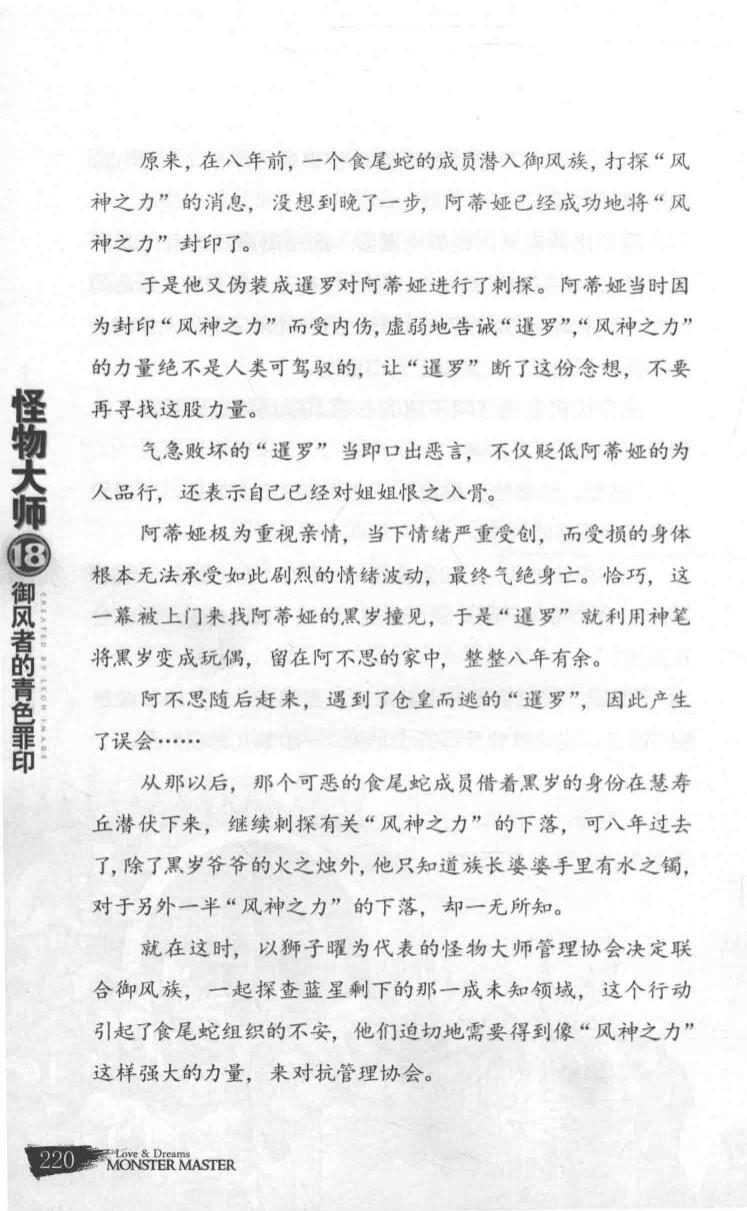 原来，在八年前，一个食尾蛇的成员潜入御风族，打探“风
神之力”的消息，没想到晚了一步，阿蒂娅已经成功地将“风
神之力”封印了。
于是他又伪装成暹罗对阿蒂娅进行了刺探。阿蒂娅当时因
为封印“风神之力”而受内伤，虚弱地告诫“暹罗”，“风神之力”
的力量绝不是人类可驾驭的，让“暹罗”断了这份念想，不要
再寻找这股力量。
气急败坏的“暹罗”当即口出恶言，不仅贬低阿蒂娅的为
人品行，还表示自己已经对姐姐恨之入骨。
阿蒂娅极为重视亲情，当下情绪严重受创，而受损的身体
根本无法承受如此剧烈的情绪波动，最终气绝身亡。恰巧，这
一幕被上门来找阿蒂娅的黑岁撞见，于是“暹罗”就利用神笔
将黑岁变成玩偶，留在阿不思的家中，整整八年有余。
阿不思随后赶来，遇到了仓皇而逃的“暹罗”，因此产生
了误会……
从那以后，那个可恶的食尾蛇成员借着黑岁的身份在慧寿
丘潜伏下来，继续刺探有关“风神之力”的下落，可八年过去
了，除了黑岁爷爷的火之烛外，他只知道族长婆婆手里有水之镯，
对于另外一半“风神之力”的下落，却一无所知。
就在这时，以狮子曜为代表的怪物大师管理协会决定联
合御风族，一起探查蓝星剩下的那一成未知领域，这个行动
引起了食尾蛇组织的不安，他们迫切地需要得到像“风神之力”
这样强大的力量，来对抗管理协会。
怪物大师
18
御风者的青色罪印
CREATED BY LEON IMAGE
220
Love & Dreams
MONSTER MASTER